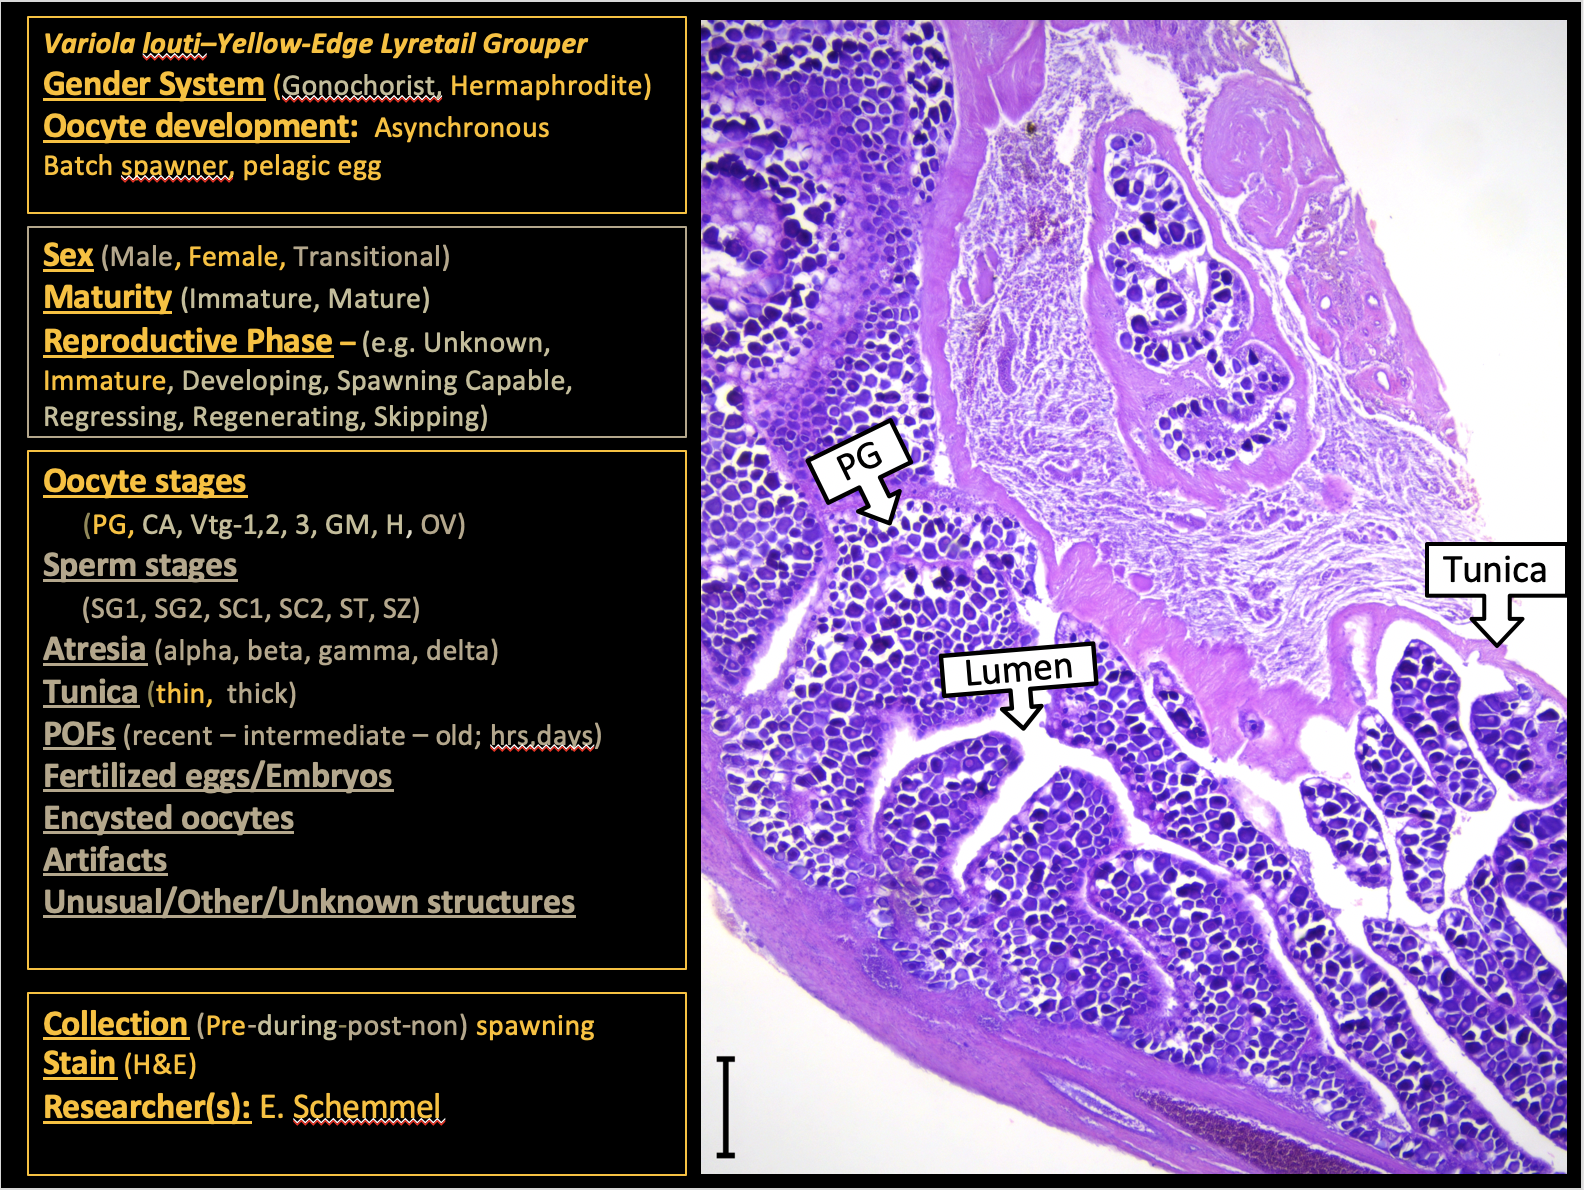 Variola louti–Yellow-Edge Lyretail Grouper
Gender System (Gonochorist, Hermaphrodite)
Oocyte development: Asynchronous
Batch spawner, pelagic egg
Sex (Male, Female, Transitional)
Maturity (Immature, Mature)
Reproductive Phase – (e.g. Unknown,
Immature, Developing, Spawning Capable,
Regressing, Regenerating, Skipping)
Oocyte stages
(PG, CA, Vtg-1,2, 3, GM, H, OV)
Sperm stages
(SG1, SG2, SC1, SC2, ST, SZ)
Atresia (alpha, beta, gamma, delta)
Tunica (thin, thick)
POFs (recent – intermediate – old; hrs,days)
Fertilized eggs/Embryos
Encysted oocytes
Artifacts
Unusual/Other/Unknown structures
Collection (Pre-during-post-non) spawning
Stain (H&E)
Researcher(s): E. Schemmel
PG
Tunica
Lumen